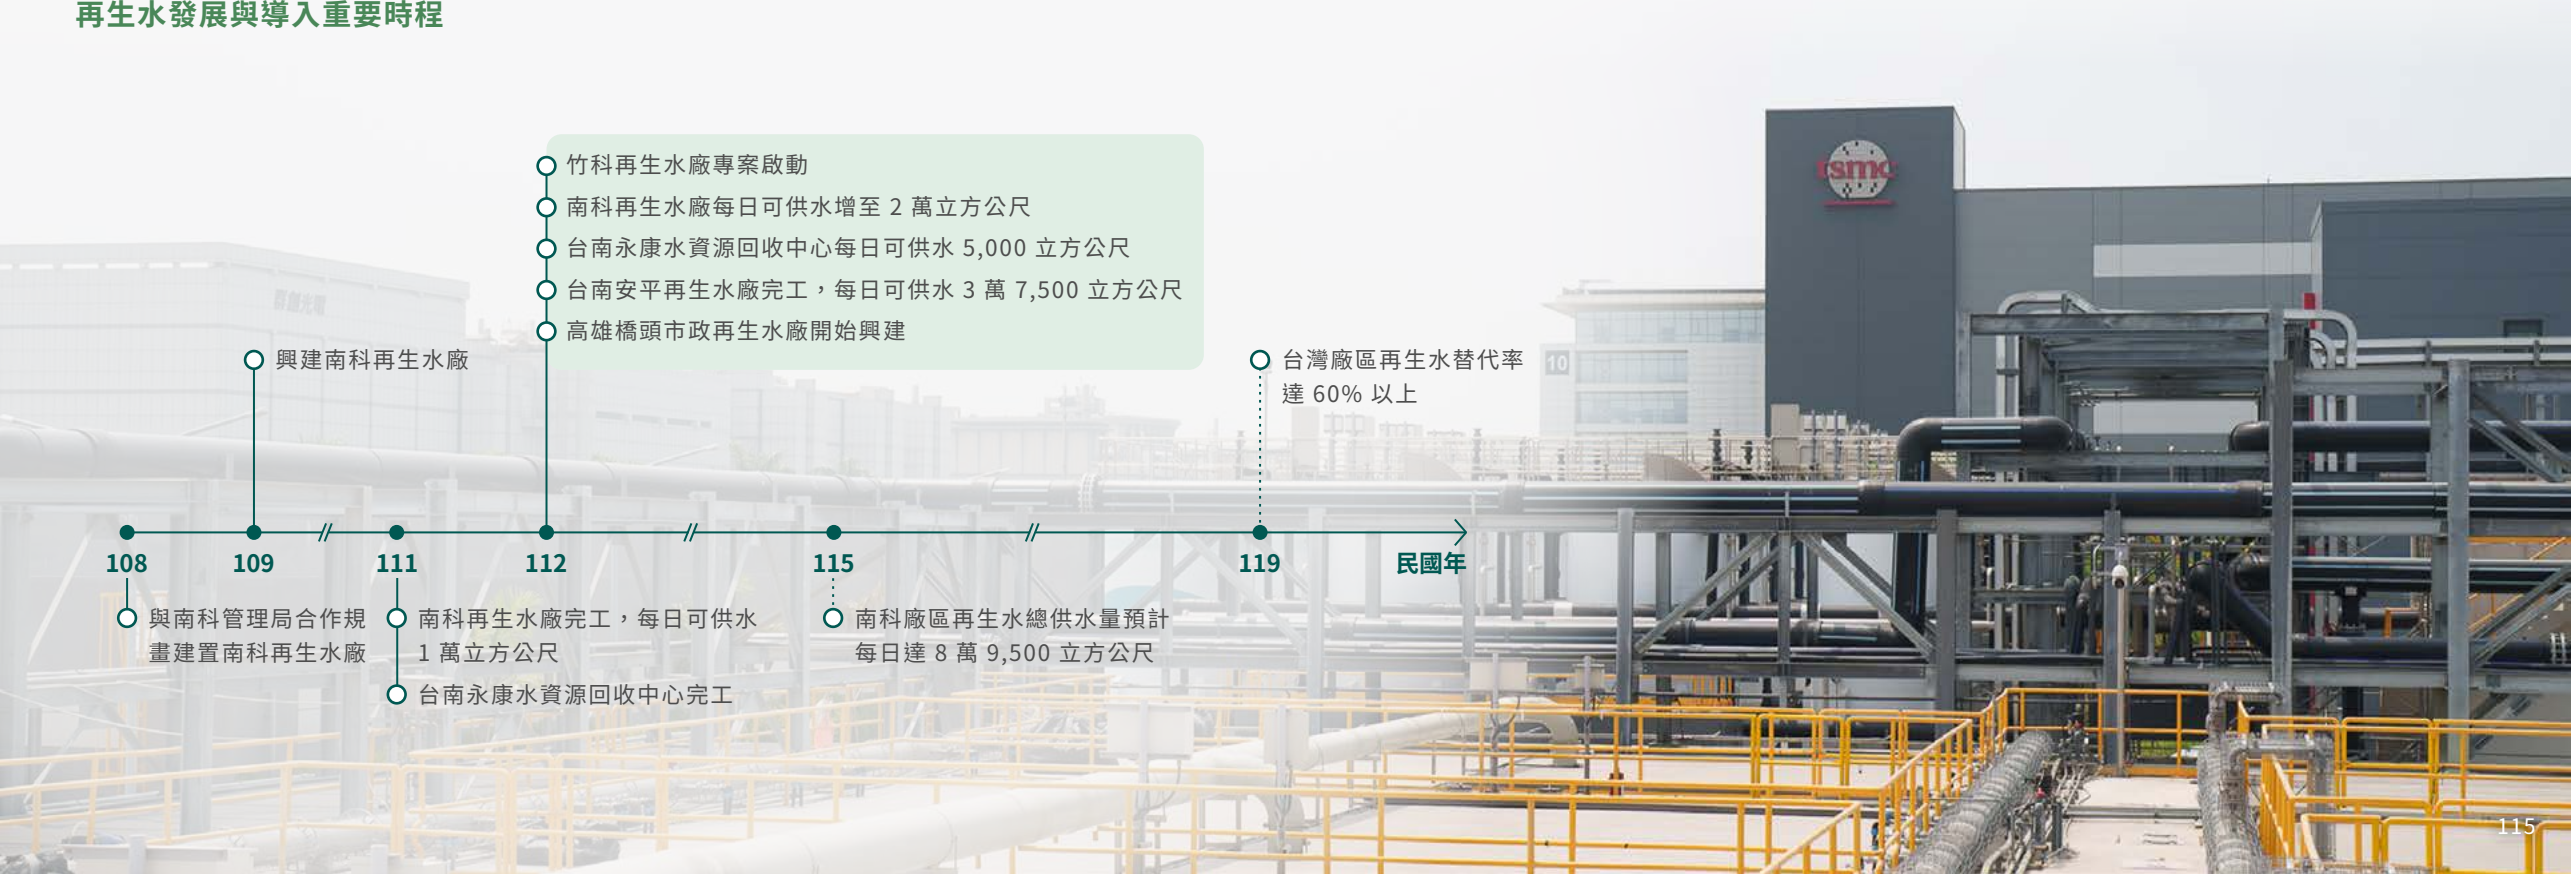 再生水發展與導入重要時程
竹科再生水廠專案啟動
南科再生水廠每日可供水增至 2 萬立方公尺
台南永康水資源回收中心每日可供水 5,000 立方公尺
台南安平再生水廠完工，每日可供水 3 萬 7,500 立方公尺
高雄橋頭市政再生水廠開始興建
興建南科再生水廠
台灣廠區再生水替代率
達 60% 以上
108
109
111
112
115
119
民國年
與南科管理局合作規
畫建置南科再生水廠
南科再生水廠完工，每日可供水
1 萬立方公尺
台南永康水資源回收中心完工
南科廠區再生水總供水量預計
每日達 8 萬 9,500 立方公尺
tsmc
10
115